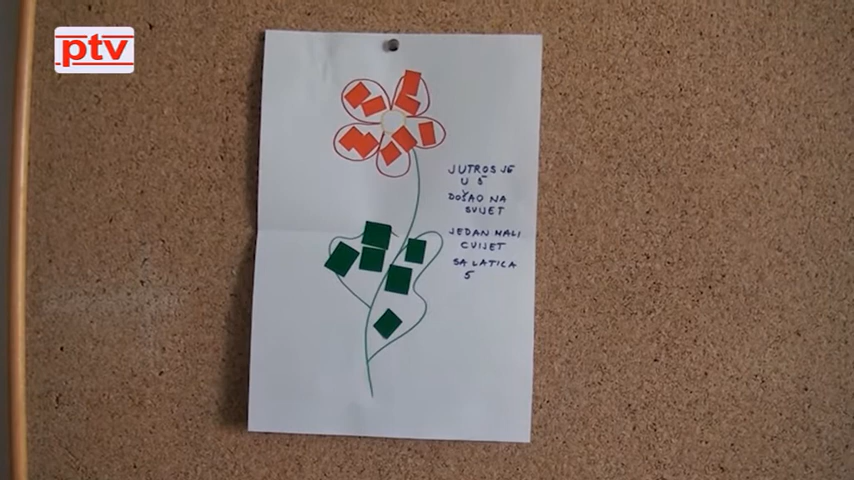 ptv
JUTROS JE
U 5
DOŠAO NA
SVIJET
JEDAN MALI
CVIJET
SA LATICA
5